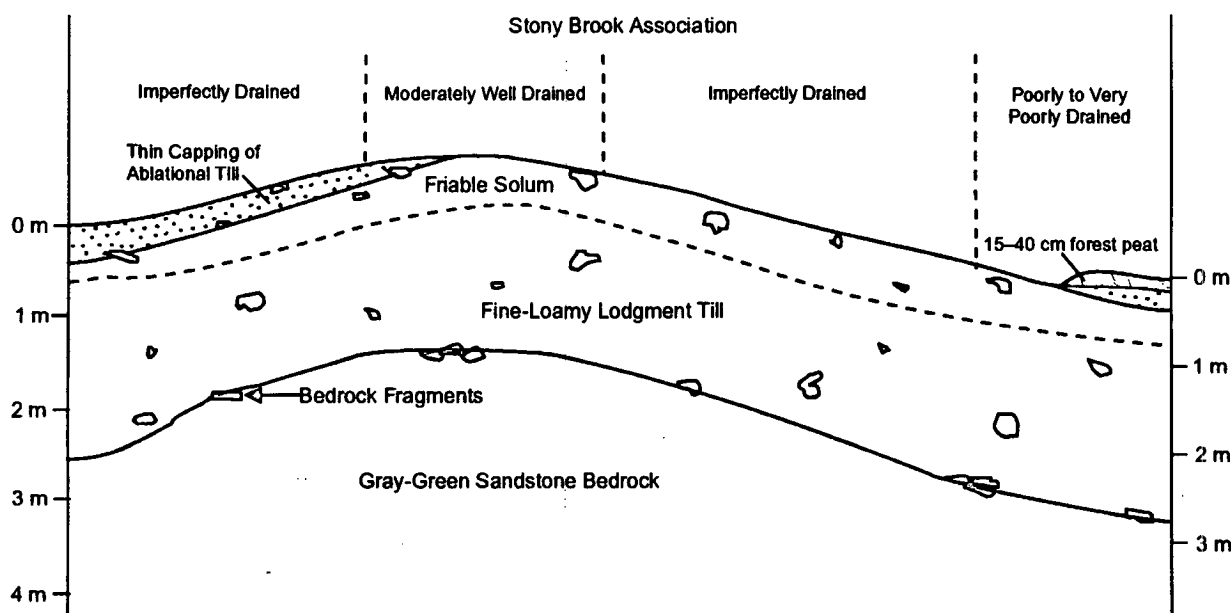 Stony Brook Association
Imperfectly Drained
Moderately Well Drained
Imperfectly Drained
Poorly to Very
Poorly Drained
Thin Capping of
Ablational Till
Friable Solum
15–40 cm forest peat
0 m
1 m
2 m
3 m
4 m
Fine-Loamy Lodgment Till
Bedrock Fragments
Gray-Green Sandstone Bedrock
0 m
1 m
2 m
3 m